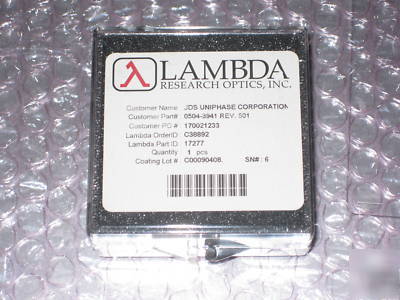 LAMBDA
RESEARCH OPTICS, INC.
Customer Name JDS UNIPHASE CORPORATION
Customer Part# 0504-3941 REV. 501
Customer PO # 170021233
Lambda OrderID C38892
Lambda Part ID 17277
Quantity 1 pcs
Coating Lot # C00090408. SN# : 6